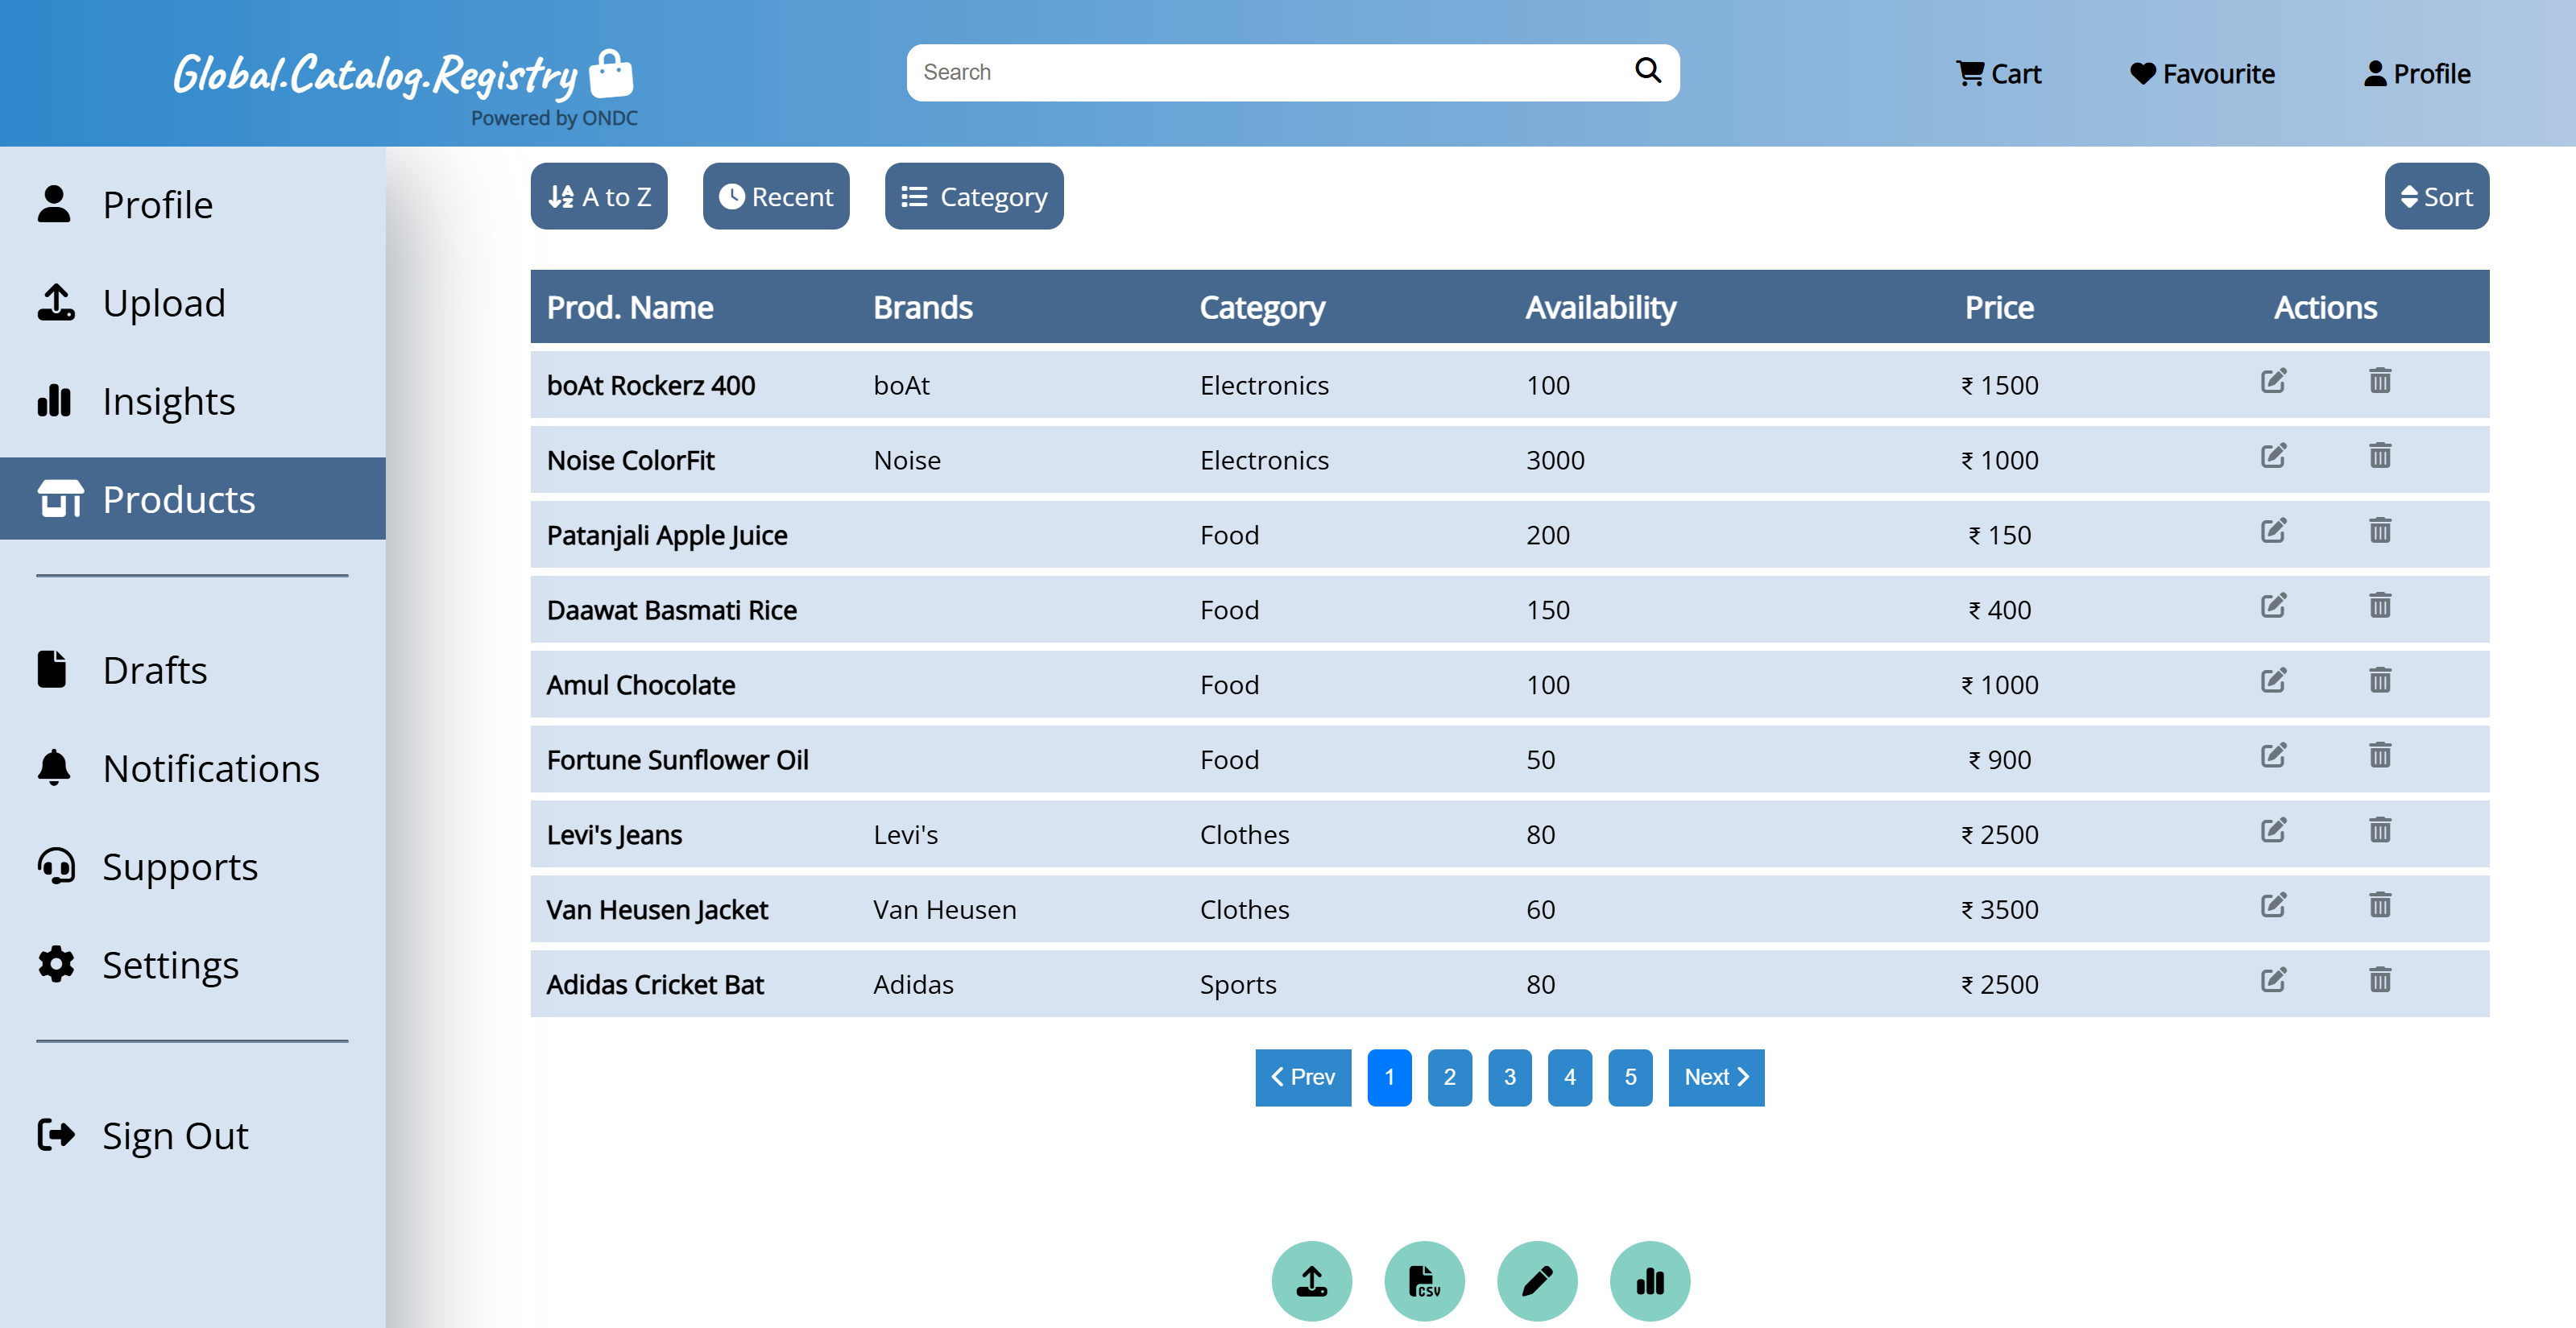 Global.Catalog.Registry
Powered by ONDC
Search
Cart
Favourite
Profile
Profile
Upload
Insights
Products
Drafts
Notifications
Supports
Settings
Sign Out
A to Z
Recent
Category
Sort
Prod. Name Brands Category Availability Price Actions
boAt Rockerz 400 boAt Electronics 100 ₹ 1500
Noise ColorFit Noise Electronics 3000 ₹ 1000
Patanjali Apple Juice Food 200 ₹ 150
Daawat Basmati Rice Food 150 ₹ 400
Amul Chocolate Food 100 ₹ 1000
Fortune Sunflower Oil Food 50 ₹ 900
Levi's Jeans Levi's Clothes 80 ₹ 2500
Van Heusen Jacket Van Heusen Clothes 60 ₹ 3500
Adidas Cricket Bat Adidas Sports 80 ₹ 2500
Prev 1 2 3 4 5 Next
CSV